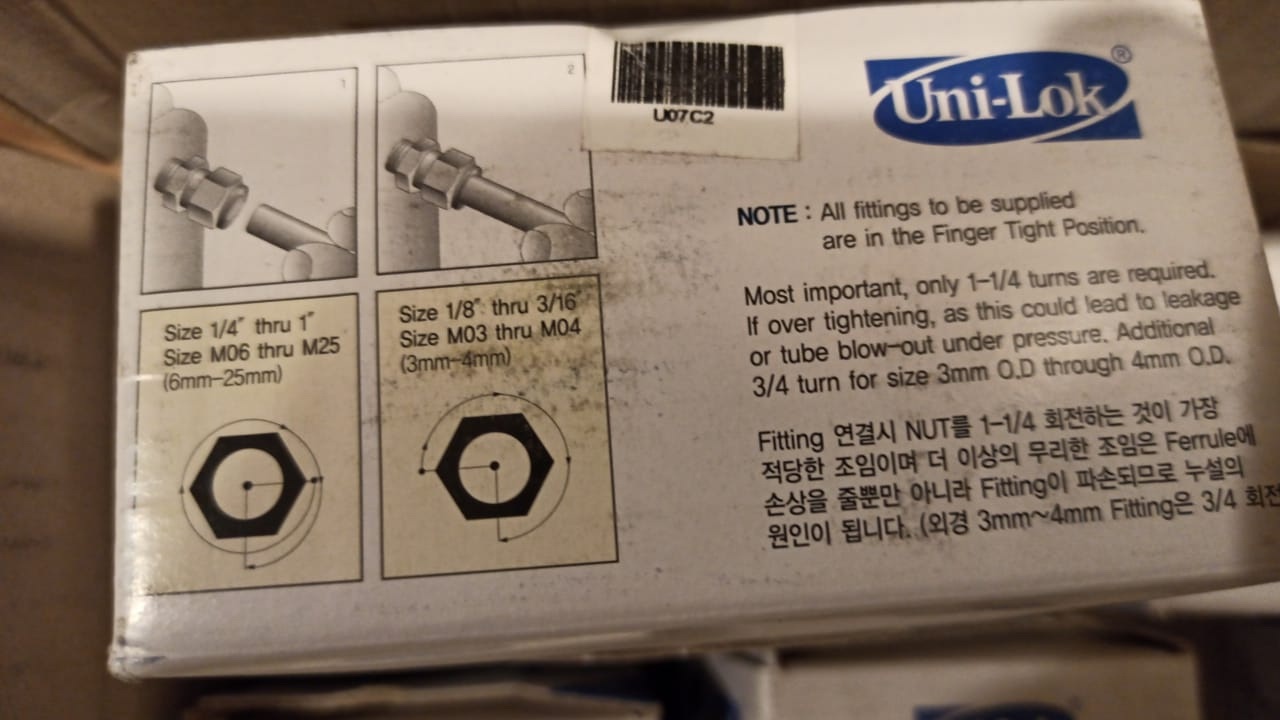 1
2
U07C2
Uni-Lok®
Size 1/4" thru 1"
Size M06 thru M25
(6mm-25mm)
Size 1/8" thru 3/16"
Size M03 thru M04
(3mm-4mm)
NOTE : All fittings to be supplied
are in the Finger Tight Position.
Most important, only 1-1/4 turns are required.
If over tightening, as this could lead to leakage
or tube blow-out under pressure. Additional
3/4 turn for size 3mm O.D through 4mm O.D.
Fitting 연결시 NUT를 1-1/4 회전하는 것이 가장
적당한 조임이며 더 이상의 무리한 조임은 Ferrule에
손상을 줄뿐만 아니라 Fitting이 파손되므로 누설의
원인이 됩니다. (외경 3mm~4mm Fitting은 3/4 회전